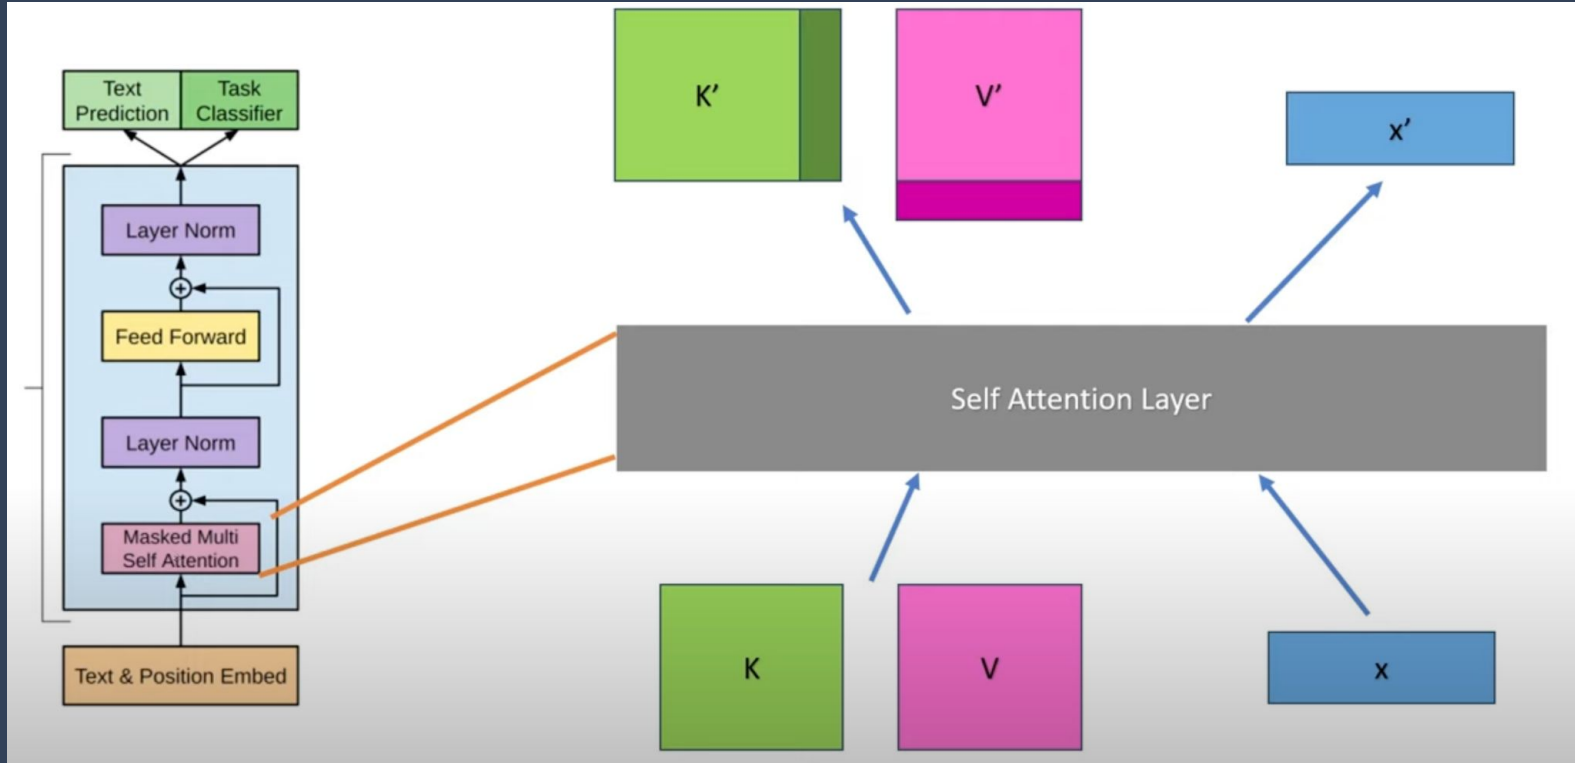 Text
Prediction
Task
Classifier
Layer Norm
Feed Forward
Layer Norm
Masked Multi
Self Attention
Text & Position Embed
K’
V’
x’
Self Attention Layer
K
V
x